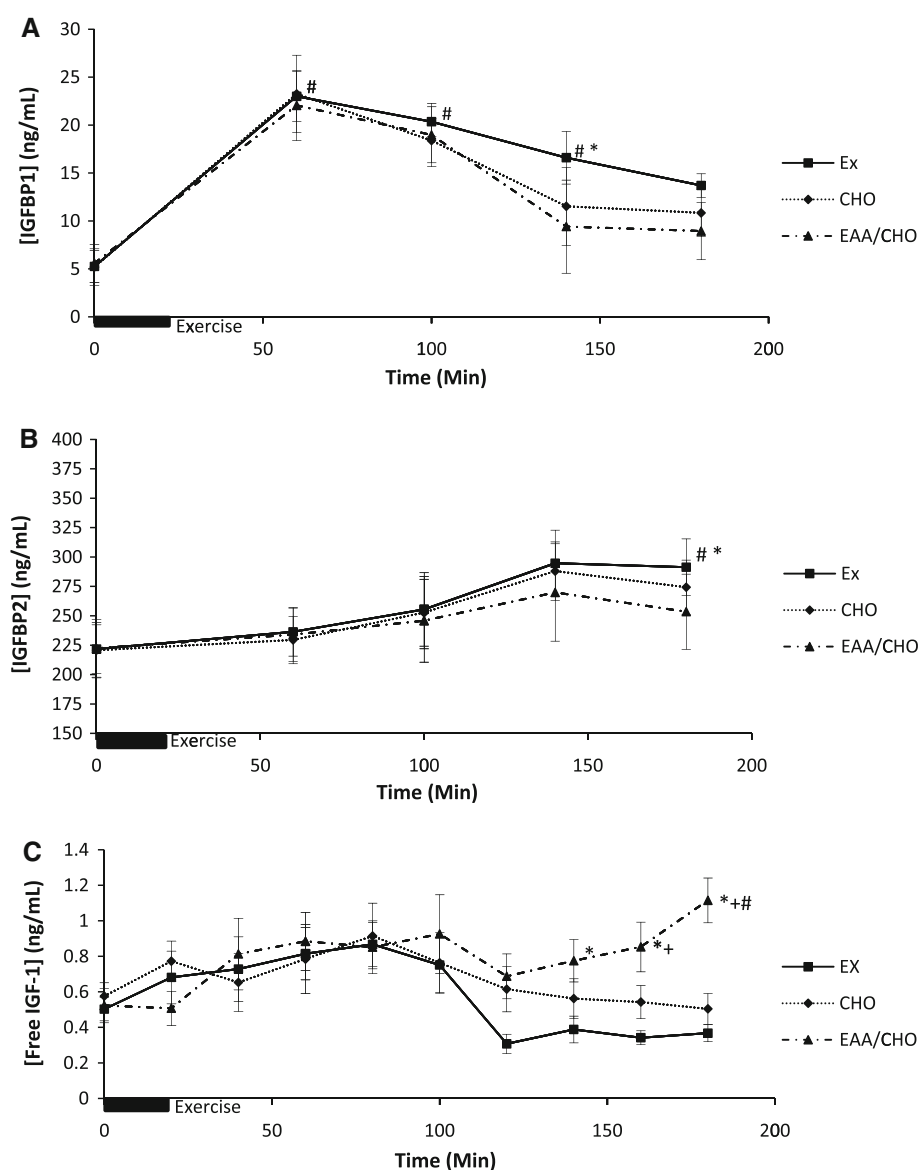 A
30
25
20
15
10
5
0
[IGFBP1] (ng/mL)
#
#
# *
Ex
CHO
EAA/CHO
Exercise
0 50 100 150 200
Time (Min)
B
400
375
350
325
300
275
250
225
200
175
150
[IGFBP2] (ng/mL)
# *
Ex
CHO
EAA/CHO
Exercise
0 50 100 150 200
Time (Min)
C
1.4
1.2
1
0.8
0.6
0.4
0.2
0
[Free IGF-1] (ng/mL)
*
*+
*+#
EX
CHO
EAA/CHO
Exercise
0 50 100 150 200
Time (Min)